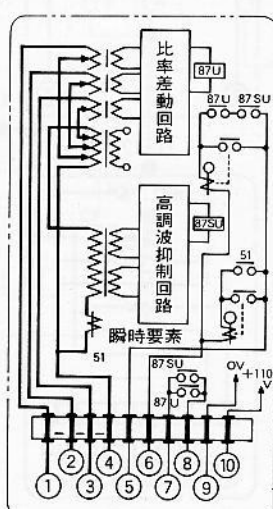 比率差動回路
87U
87U 87SU
高調波抑制回路
87SU
51
瞬時要素
51
87SU
87U
0V
+110V
① ② ③ ④ ⑤ ⑥ ⑦ ⑧ ⑨ ⑩